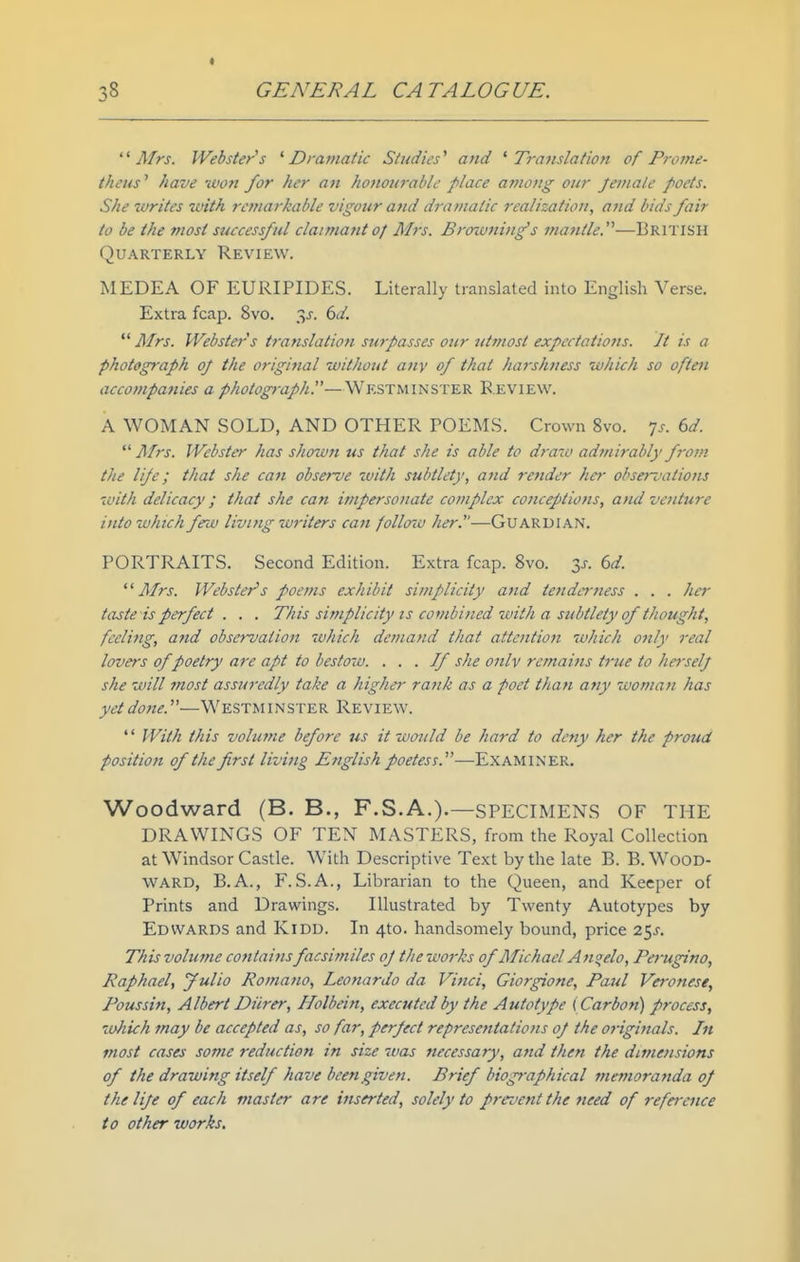 38 GENERAL CATALOGUE.
“Mrs. Webster's ‘Dramatic Studies’ and ‘Translation of Prome-
theus’ have won for her an honourable place among our female poets.
She writes with remarkable vigour and dramatic realization, and bids fair
to be the most successful claimant of Mrs. Browning's mantle.”—BRITISH
QUARTERLY REVIEW.
MEDEA OF EURIPIDES. Literally translated into English Verse.
Extra fcap. 8vo. 3s. 6d.
“Mrs. Webster's translation surpasses our utmost expectations. It is a
photograph of the original without any of that harshness which so often
accompanies a photograph.”—WESTMINSTER REVIEW.
A WOMAN SOLD, AND OTHER POEMS. Crown 8vo. 7s. 6d.
“Mrs. Webster has shown us that she is able to draw admirably from
the life; that she can observe with subtlety, and render her observations
with delicacy; that she can impersonate complex conceptions, and venture
into which few living writers can follow her.”—GUARDIAN.
PORTRAITS. Second Edition. Extra fcap. 8vo. 3s. 6d.
“Mrs. Webster's poems exhibit simplicity and tenderness . . . her
taste is perfect . . . This simplicity is combined with a subtlety of thought,
feeling, and observation which demand that attention which only real
lovers of poetry are apt to bestow. . . . If she only remains true to herself
she will most assuredly take a higher rank as a poet than any woman has
yet done.”—WESTMINSTER REVIEW.
“With this volume before us it would be hard to deny her the proud
position of the first living English poetess.”—EXAMINER.
Woodward (B. B., F.S.A.).—SPECIMENS OF THE
DRAWINGS OF TEN MASTERS, from the Royal Collection
at Windsor Castle. With Descriptive Text by the late B. B. WOOD-
WARD, B.A., F.S.A., Librarian to the Queen, and Keeper of
Prints and Drawings. Illustrated by Twenty Autotypes by
EDWARDS and KIDD. In 4to. handsomely bound, price 25s.
This volume contains facsimiles of the works of Michael Angelo, Perugino,
Raphael, Julio Romano, Leonardo da Vinci, Giorgione, Paul Veronese,
Poussin, Albert Dürer, Holbein, executed by the Autotype (Carbon) process,
which may be accepted as, so far, perfect representations of the originals. In
most cases some reduction in size was necessary, and then the dimensions
of the drawing itself have been given. Brief biographical memoranda of
the life of each master are inserted, solely to prevent the need of reference
to other works.